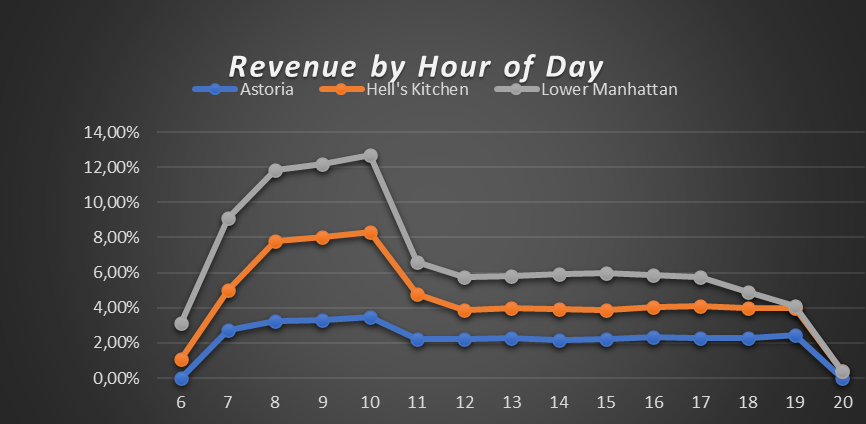 Revenue by Hour of Day
Astoria Hell's Kitchen Lower Manhattan
14,00%
12,00%
10,00%
8,00%
6,00%
4,00%
2,00%
0,00%
6 7 8 9 10 11 12 13 14 15 16 17 18 19 20